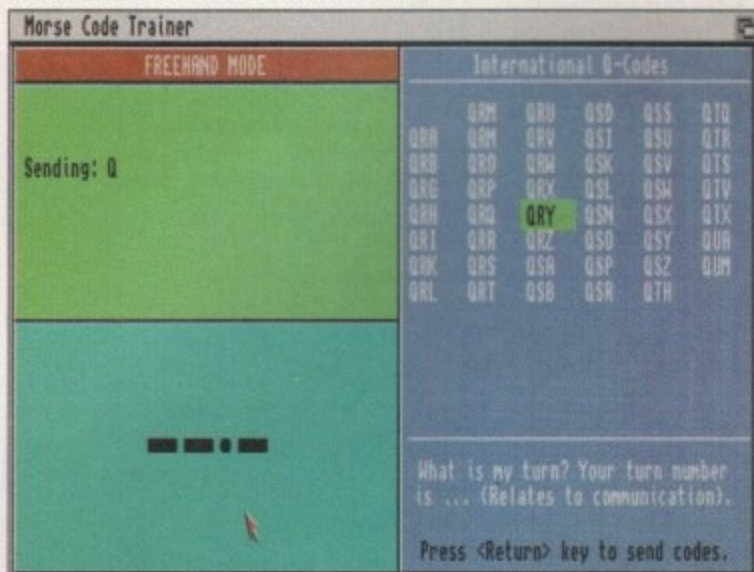 Morse Code Trainer
FREEHAND MODE
Sending: Q
International Q-Codes
QRM QRU QSD QSS QTQ
QRA QRN QRV QSI QSU QTR
QRB QRO QRW QSK QSV QTS
QRG QRP QRX QSL QSW QTV
QRH QRQ QRY QSN QSX QTX
QRI QRR QRZ QSO QSY QUA
QRK QRS QSA QSP QSZ QUM
QRL QRT QSB QSR QTH
What is my turn? Your turn number
is ... (Relates to communication).
Press <Return> key to send codes.